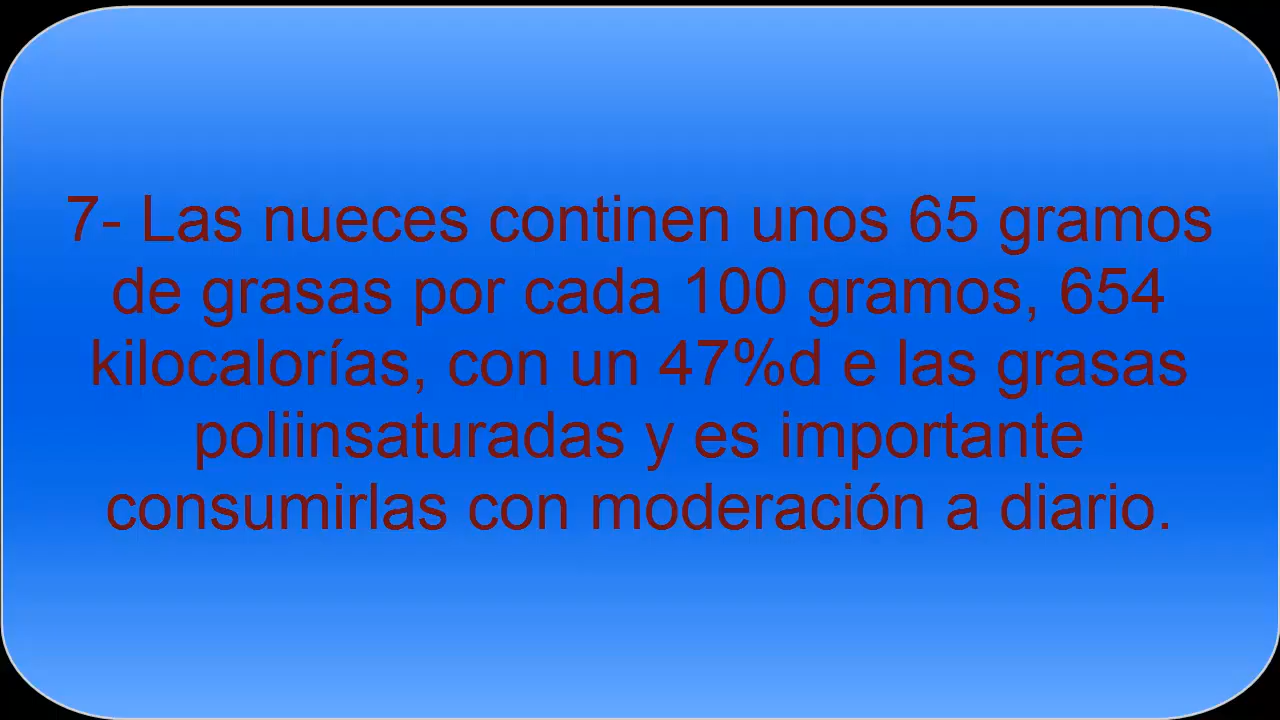 7- Las nueces continen unos 65 gramos
de grasas por cada 100 gramos, 654
kilocalorías, con un 47%d e las grasas
poliinsaturadas y es importante
consumirlas con moderación a diario.